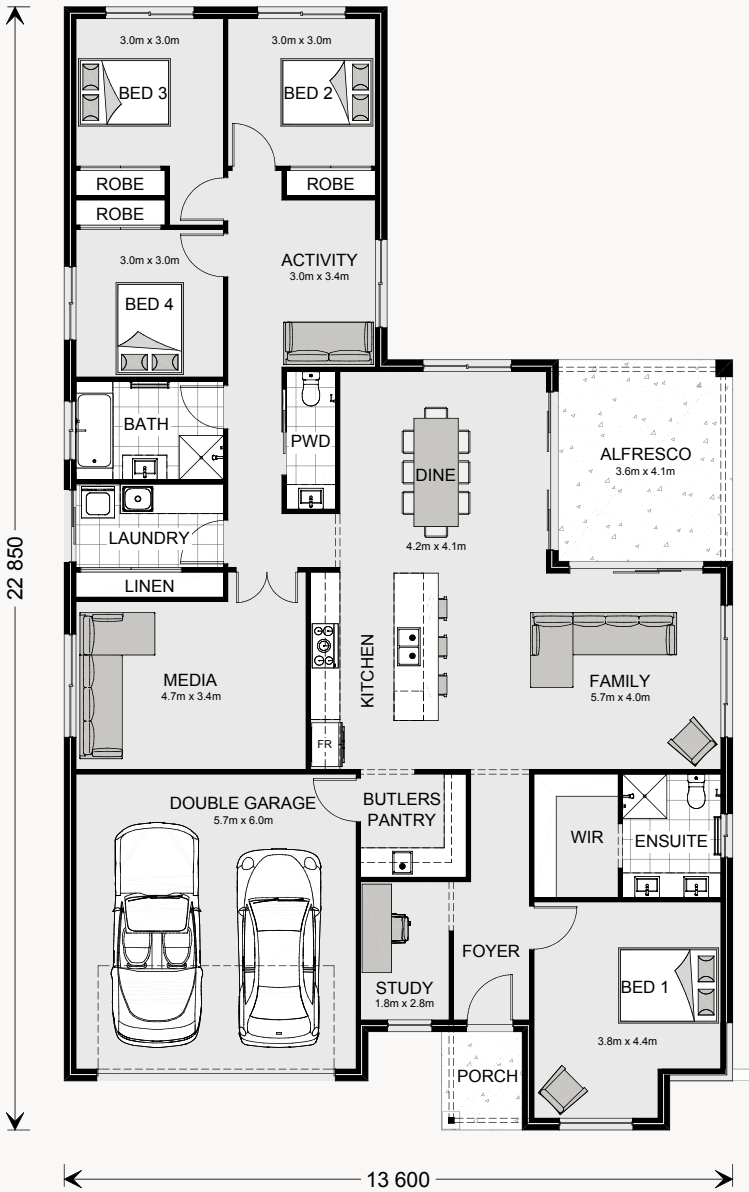 3.0m x 3.0m
BED 3
3.0m x 3.0m
BED 2
ROBE
ROBE
ROBE
3.0m x 3.0m
BED 4
ACTIVITY
3.0m x 3.4m
BATH
PWD
DINE
4.2m x 4.1m
ALFRESCO
3.6m x 4.1m
LAUNDRY
LINEN
22 850
MEDIA
4.7m x 3.4m
KITCHEN
FR
FAMILY
5.7m x 4.0m
DOUBLE GARAGE
5.7m x 6.0m
BUTLERS
PANTRY
WIR
ENSUITE
STUDY
1.8m x 2.8m
FOYER
BED 1
3.8m x 4.4m
PORCH
13 600